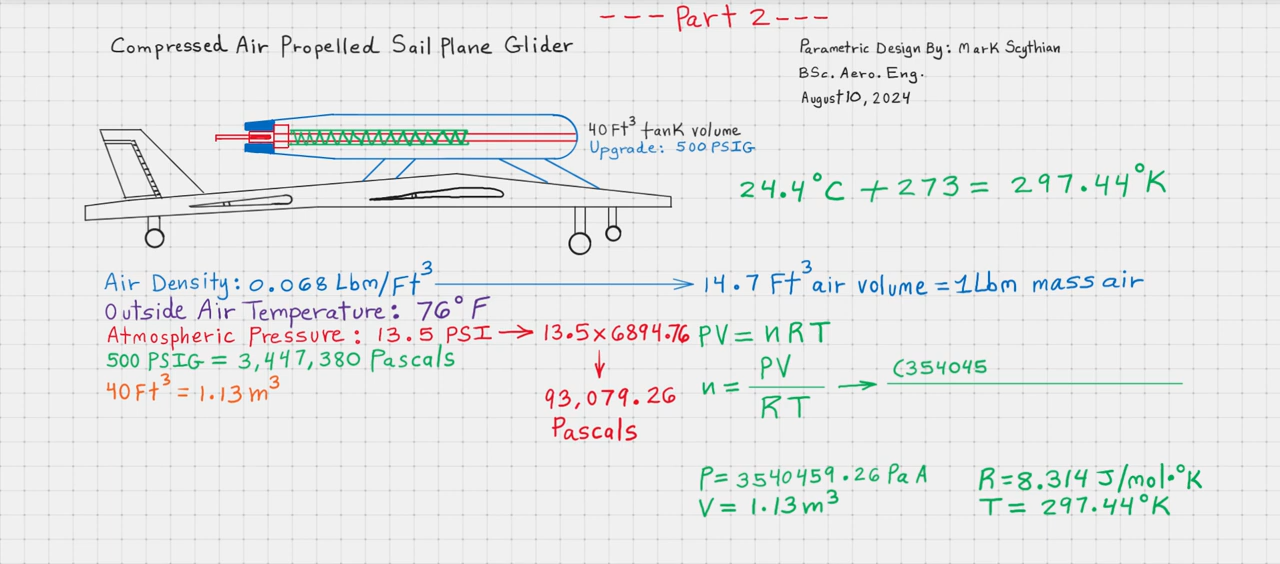 --- Part 2 ---
Compressed Air Propelled Sail Plane Glider
Parametric Design By: Mark Scythian
BSc. Aero. Eng.
August 10, 2024
40 Ft³ tank volume
Upgrade: 500 PSIG
24.4°C + 273 = 297.44°K
Air Density: 0.068 Lbm/Ft³ → 14.7 Ft³ air volume = 1 Lbm mass air
Outside Air Temperature: 76°F
Atmospheric Pressure: 13.5 PSI → 13.5 × 6894.76
↓
93,079.26
Pascals
500 PSIG = 3,447,380 Pascals
40 Ft³ = 1.13 m³
PV = nRT
n = PV / RT → (354045
P = 3540459.26 Pa A
V = 1.13 m³
R = 8.314 J/mol·°K
T = 297.44°K